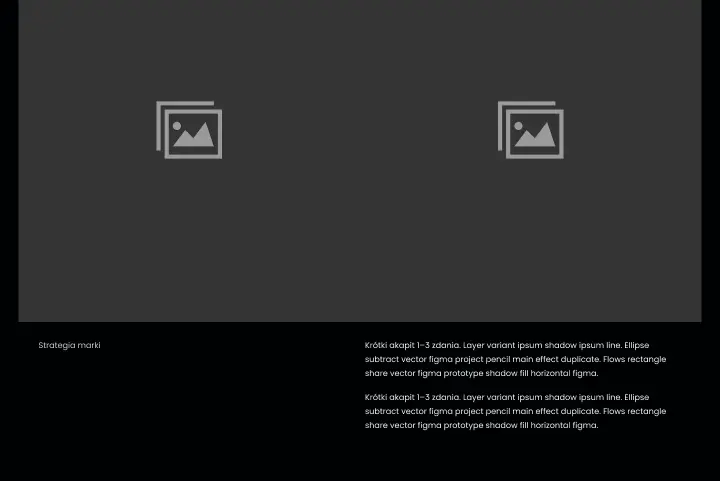 Strategia marki
Krótki akapit 1–3 zdania. Layer variant ipsum shadow ipsum line. Ellipse
subtract vector figma project pencil main effect duplicate. Flows rectangle
share vector figma prototype shadow fill horizontal figma.
Krótki akapit 1–3 zdania. Layer variant ipsum shadow ipsum line. Ellipse
subtract vector figma project pencil main effect duplicate. Flows rectangle
share vector figma prototype shadow fill horizontal figma.